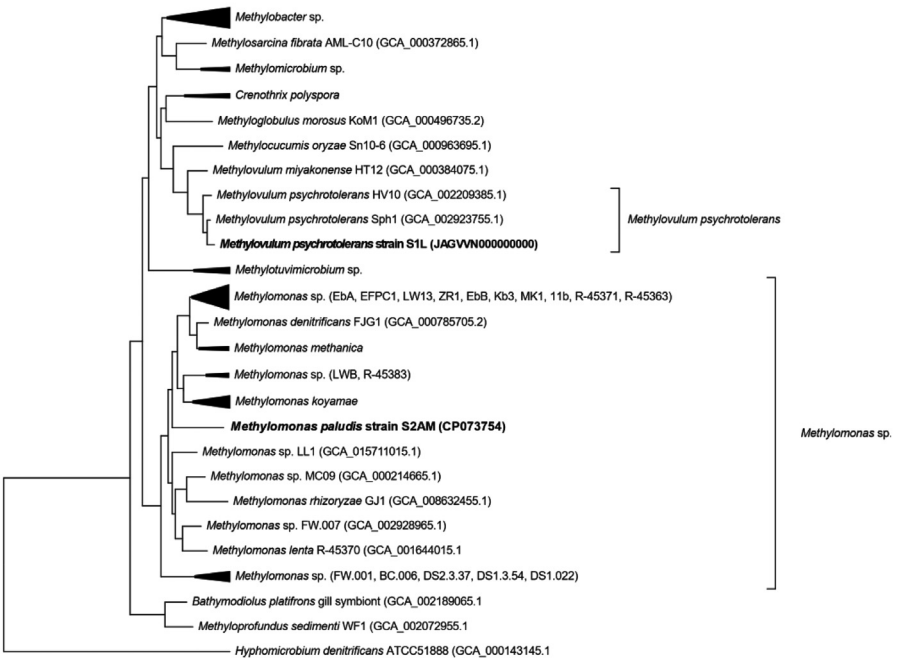 Methylobacter sp.
Methylosarcina fibrata AML-C10 (GCA_000372865.1)
Methylomicrobium sp.
Crenothrix polyspora
Methyloglobulus morosus KoM1 (GCA_000496735.2)
Methylocucumis oryzae Sn10-6 (GCA_000963695.1)
Methylovulum miyakonense HT12 (GCA_000384075.1)
Methylovulum psychrotolerans HV10 (GCA_002209385.1)
Methylovulum psychrotolerans Sph1 (GCA_002923755.1)
Methylovulum psychrotolerans
Methylovulum psychrotolerans strain S1L (JAGVVN000000000)
Methylotuvimicrobium sp.
Methylomonas sp. (EbA, EFPC1, LW13, ZR1, EbB, Kb3, MK1, 11b, R-45371, R-45363)
Methylomonas denitrificans FJG1 (GCA_000785705.2)
Methylomonas methanica
Methylomonas sp. (LWB, R-45383)
Methylomonas koyamae
Methylomonas paludis strain S2AM (CP073754)
Methylomonas sp.
Methylomonas sp. LL1 (GCA_015711015.1)
Methylomonas sp. MC09 (GCA_000214665.1)
Methylomonas rhizoryzae GJ1 (GCA_008632455.1)
Methylomonas sp. FW.007 (GCA_002928965.1)
Methylomonas lenta R-45370 (GCA_001644015.1
Methylomonas sp. (FW.001, BC.006, DS2.3.37, DS1.3.54, DS1.022)
Bathymodiolus platifrons gill symbiont (GCA_002189065.1
Methyloprofundus sedimenti WF1 (GCA_002072955.1
Hyphomicrobium denitrificans ATCC51888 (GCA_000143145.1